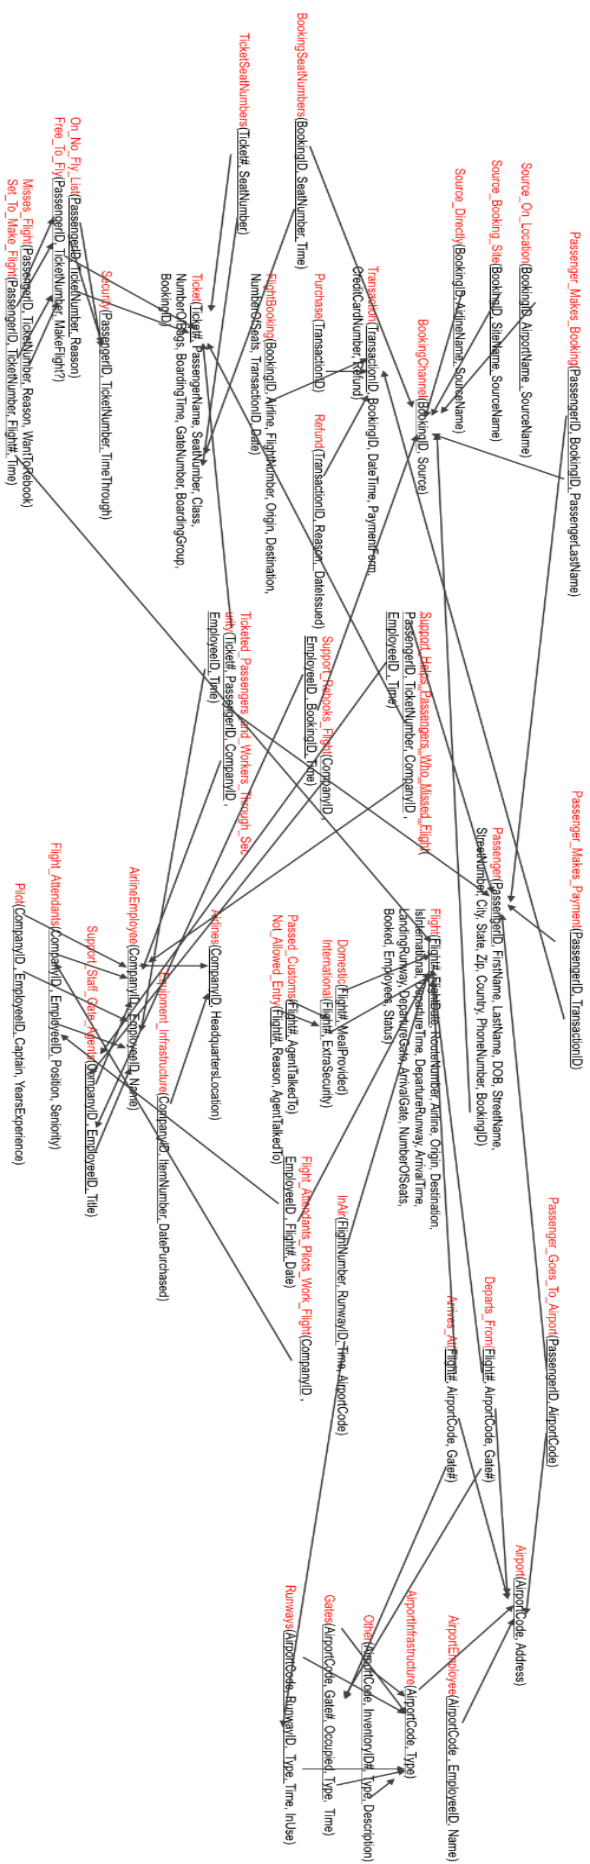 Passenger_Makes_Booking(PassengerID, BookingID, PassengerLastName)
Source_On_Location(BookingID, AirportName , SourceName)
Source_Booking_Site(BookingID, SiteName, SourceName)
Source_Directly(BookingID, AirlineName, SourceName)
BookingChannel(BookingID, Source)
Transaction(TransactionID, BookingID, DateTime, PaymentForm,
CreditCardNumber, Refund)
Purchase(TransactionID)
Refund(TransactionID, Reason, DateIssued)
BookingSeatNumbers(BookingID, SeatNumber, Time)
FlightBooking(BookingID, Airline, FlightNumber, Origin, Destination,
NumberOfSeats, TransactionID, Date)
TicketSeatNumbers(Ticket#, SeatNumber)
Ticket(Ticket#, PassengerName, SeatNumber, Class,
NumberOfBags, BoardingTime, GateNumber, BoardingGroup,
BookingID)
Security(PassengerID, TicketNumber, TimeThrough)
On_No_Fly_List(PassengerID, TicketNumber, Reason)
Free_To_Fly(PassengerID, TicketNumber, MakeFlight?)
Misses_Flight(PassengerID, TicketNumber, Reason, WantToRebook)
Set_To_Make_Flight(PassengerID, TicketNumber, Flight#, Time)
Passenger_Makes_Payment(PassengerID, TransactionID)
Passenger(PassengerID, FirstName, LastName, DOB, StreetName,
StreetNumber, City, State, Zip, Country, PhoneNumber, BookingID)
Support_Helps_Passengers_Who_Missed_Flight(
PassengerID, TicketNumber, CompanyID ,
EmployeeID , Time)
Flight(Flight#, FlightDate, RouteNumber, Airline, Origin, Destination,
IsInternational, DepartureTime, DepartureRunway, ArrivalTime,
LandingRunway, DepartureGate, ArrivalGate, NumberOfSeats,
Booked, Employees, Status)
Support_Rebooks_Flight(CompanyID ,
EmployeeID , BookingID, Time)
Domestic(Flight#, MealProvided)
International(Flight#, ExtraSecurity)
Passed_Customs(Flight#, AgentTalkedTo)
Not_Allowed_Entry(Flight#, Reason, AgentTalkedTo)
Ticketed_Passengers_and_Workers_Through_Sec
urity(Ticket#, PassengerID, CompanyID ,
EmployeeID, Time)
Airlines(CompanyID, HeadquartersLocation)
Equipment_Infrastructure(CompanyID, ItemNumber, DatePurchased)
AirlineEmployee(CompanyID, EmployeeID, Name)
Support_Staff_Gate_Agents(CompanyID , EmployeeID, Title)
Flight_Attendants(CompanyID , EmployeeID, Position, Seniority)
Pilot(CompanyID , EmployeeID, Captain, YearsExperience)
Passenger_Goes_To_Airport(PassengerID, AirportCode)
Departs_From(Flight#, AirportCode, Gate#)
Arrives_At(Flight#, AirportCode, Gate#)
InAir(FlightNumber, RunwayID, Time, AirportCode)
Flight_Attendants_Pilots_Work_Flight(CompanyID ,
EmployeeID , Flight#, Date)
Airport(AirportCode, Address)
AirportEmployee(AirportCode , EmployeeID, Name)
AirportInfrastructure(AirportCode, Type)
Other(AirportCode, InventoryID#, Type, Description)
Gates(AirportCode, Gate#, Occupied, Type, Time)
Runways(AirportCode, RunwayID, Type, Time, InUse)